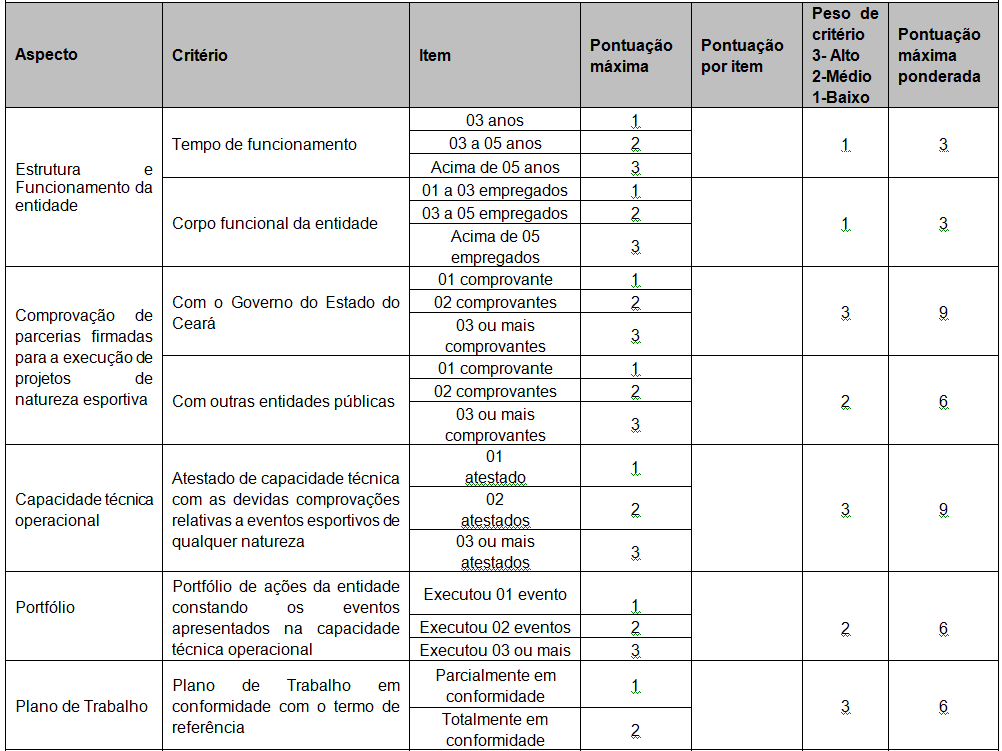 Aspecto
Critério
Item
Pontuação
máxima
Pontuação
por item
Peso de
critério
3- Alto
2-Médio
1-Baixo
Pontuação
máxima
ponderada
Estrutura e
Funcionamento da
entidade
Tempo de funcionamento
03 anos
1
03 a 05 anos
2
Acima de 05 anos
3
1
3
Corpo funcional da entidade
01 a 03 empregados
1
03 a 05 empregados
2
Acima de 05
empregados
3
1
3
Comprovação de
parcerias firmadas
para a execução de
projetos de
natureza esportiva
Com o Governo do Estado do
Ceará
01 comprovante
1
02 comprovantes
2
03 ou mais
comprovantes
3
3
9
Com outras entidades públicas
01 comprovante
1
02 comprovantes
2
03 ou mais
comprovantes
3
2
6
Capacidade técnica
operacional
Atestado de capacidade técnica
com as devidas comprovações
relativas a eventos esportivos de
qualquer natureza
01
atestado
1
02
atestados
2
03 ou mais
atestados
3
3
9
Portfólio
Portfólio de ações da entidade
constando os eventos
apresentados na capacidade
técnica operacional
Executou 01 evento
1
Executou 02 eventos
2
Executou 03 ou mais
3
2
6
Plano de Trabalho
Plano de Trabalho em
conformidade com o termo de
referência
Parcialmente em
conformidade
1
Totalmente em
conformidade
2
3
6